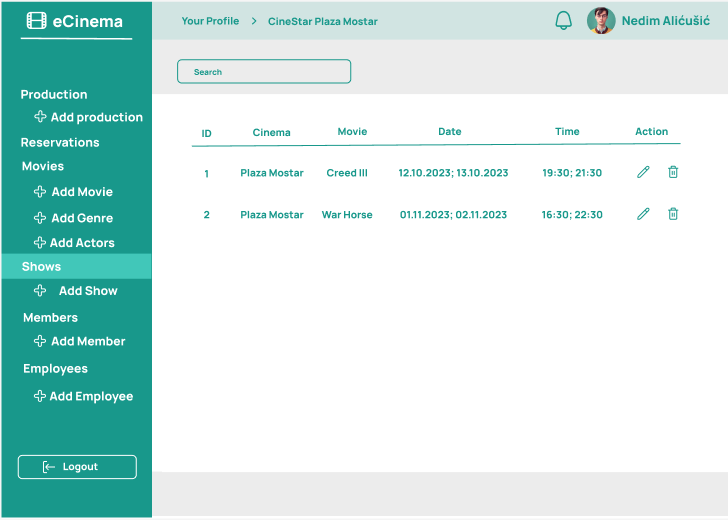 eCinema
Your Profile > CineStar Plaza Mostar
Nedim Alićušić
Search
Production
Add production
Reservations
Movies
Add Movie
Add Genre
Add Actors
Shows
Add Show
Members
Add Member
Employees
Add Employee
Logout
ID Cinema Movie Date Time Action
1 Plaza Mostar Creed III 12.10.2023; 13.10.2023 19:30; 21:30
2 Plaza Mostar War Horse 01.11.2023; 02.11.2023 16:30; 22:30